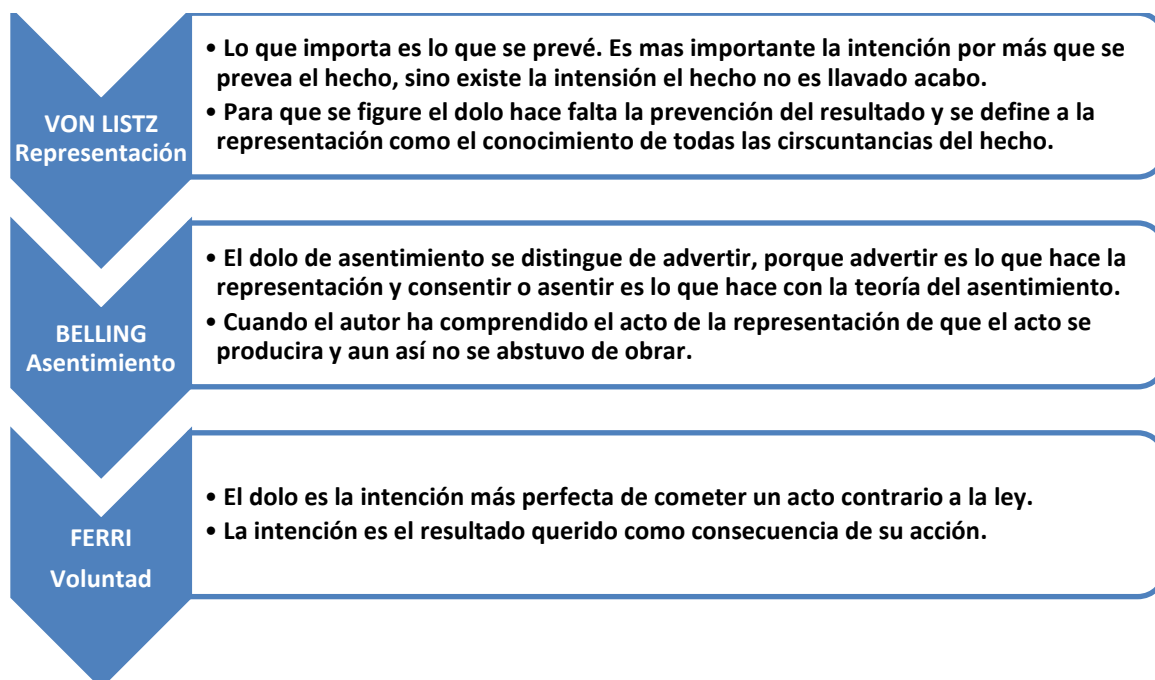 VON LISTZ
Representación
• Lo que importa es lo que se prevé. Es mas importante la intención por más que se
prevea el hecho, sino existe la intensión el hecho no es llavado acabo.
• Para que se figure el dolo hace falta la prevención del resultado y se define a la
representación como el conocimiento de todas las cirscuntancias del hecho.
BELLING
Asentimiento
• El dolo de asentimiento se distingue de advertir, porque advertir es lo que hace la
representación y consentir o asentir es lo que hace con la teoría del asentimiento.
• Cuando el autor ha comprendido el acto de la representación de que el acto se
producira y aun así no se abstuvo de obrar.
FERRI
Voluntad
• El dolo es la intención más perfecta de cometer un acto contrario a la ley.
• La intención es el resultado querido como consecuencia de su acción.